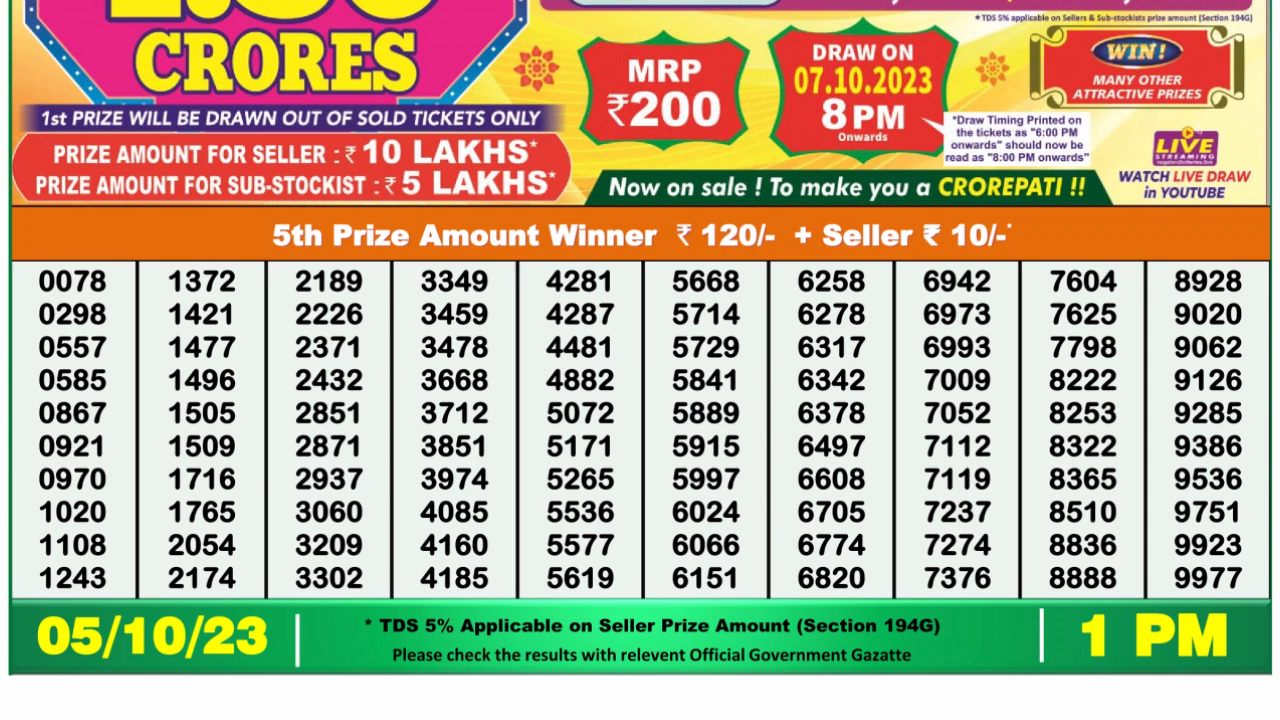 CRORES
1st PRIZE WILL BE DRAWN OUT OF SOLD TICKETS ONLY
PRIZE AMOUNT FOR SELLER : ₹ 10 LAKHS*
PRIZE AMOUNT FOR SUB-STOCKIST : ₹ 5 LAKHS*
*TDS 5% applicable on Sellers & Sub-stockists prize amount (Section 194G)
MRP
₹200
DRAW ON
07.10.2023
8 PM
Onwards
*Draw Timing Printed on
the tickets as "6:00 PM
onwards" should now be
read as "8:00 PM onwards"
WIN!
MANY OTHER
ATTRACTIVE PRIZES
LIVE
STREAMING
WATCH LIVE DRAW
in YOUTUBE
Now on sale ! To make you a CROREPATI !!
5th Prize Amount Winner ₹ 120/- + Seller ₹ 10/-*
0078 1372 2189 3349 4281 5668 6258 6942 7604 8928
0298 1421 2226 3459 4287 5714 6278 6973 7625 9020
0557 1477 2371 3478 4481 5729 6317 6993 7798 9062
0585 1496 2432 3668 4882 5841 6342 7009 8222 9126
0867 1505 2851 3712 5072 5889 6378 7052 8253 9285
0921 1509 2871 3851 5171 5915 6497 7112 8322 9386
0970 1716 2937 3974 5265 5997 6608 7119 8365 9536
1020 1765 3060 4085 5536 6024 6705 7237 8510 9751
1108 2054 3209 4160 5577 6066 6774 7274 8836 9923
1243 2174 3302 4185 5619 6151 6820 7376 8888 9977
05/10/23
* TDS 5% Applicable on Seller Prize Amount (Section 194G)
Please check the results with relevent Official Government Gazatte
1 PM